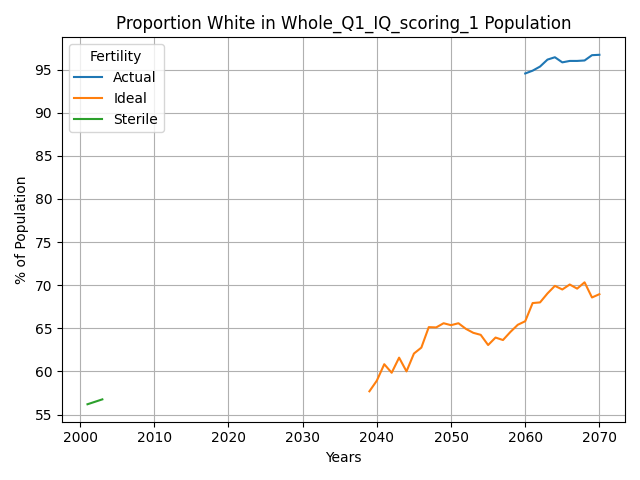 Proportion White in Whole_Q1_IQ_scoring_1 Population
Fertility
Actual
Ideal
Sterile
% of Population
95
90
85
80
75
70
65
60
55
2000 2010 2020 2030 2040 2050 2060 2070
Years